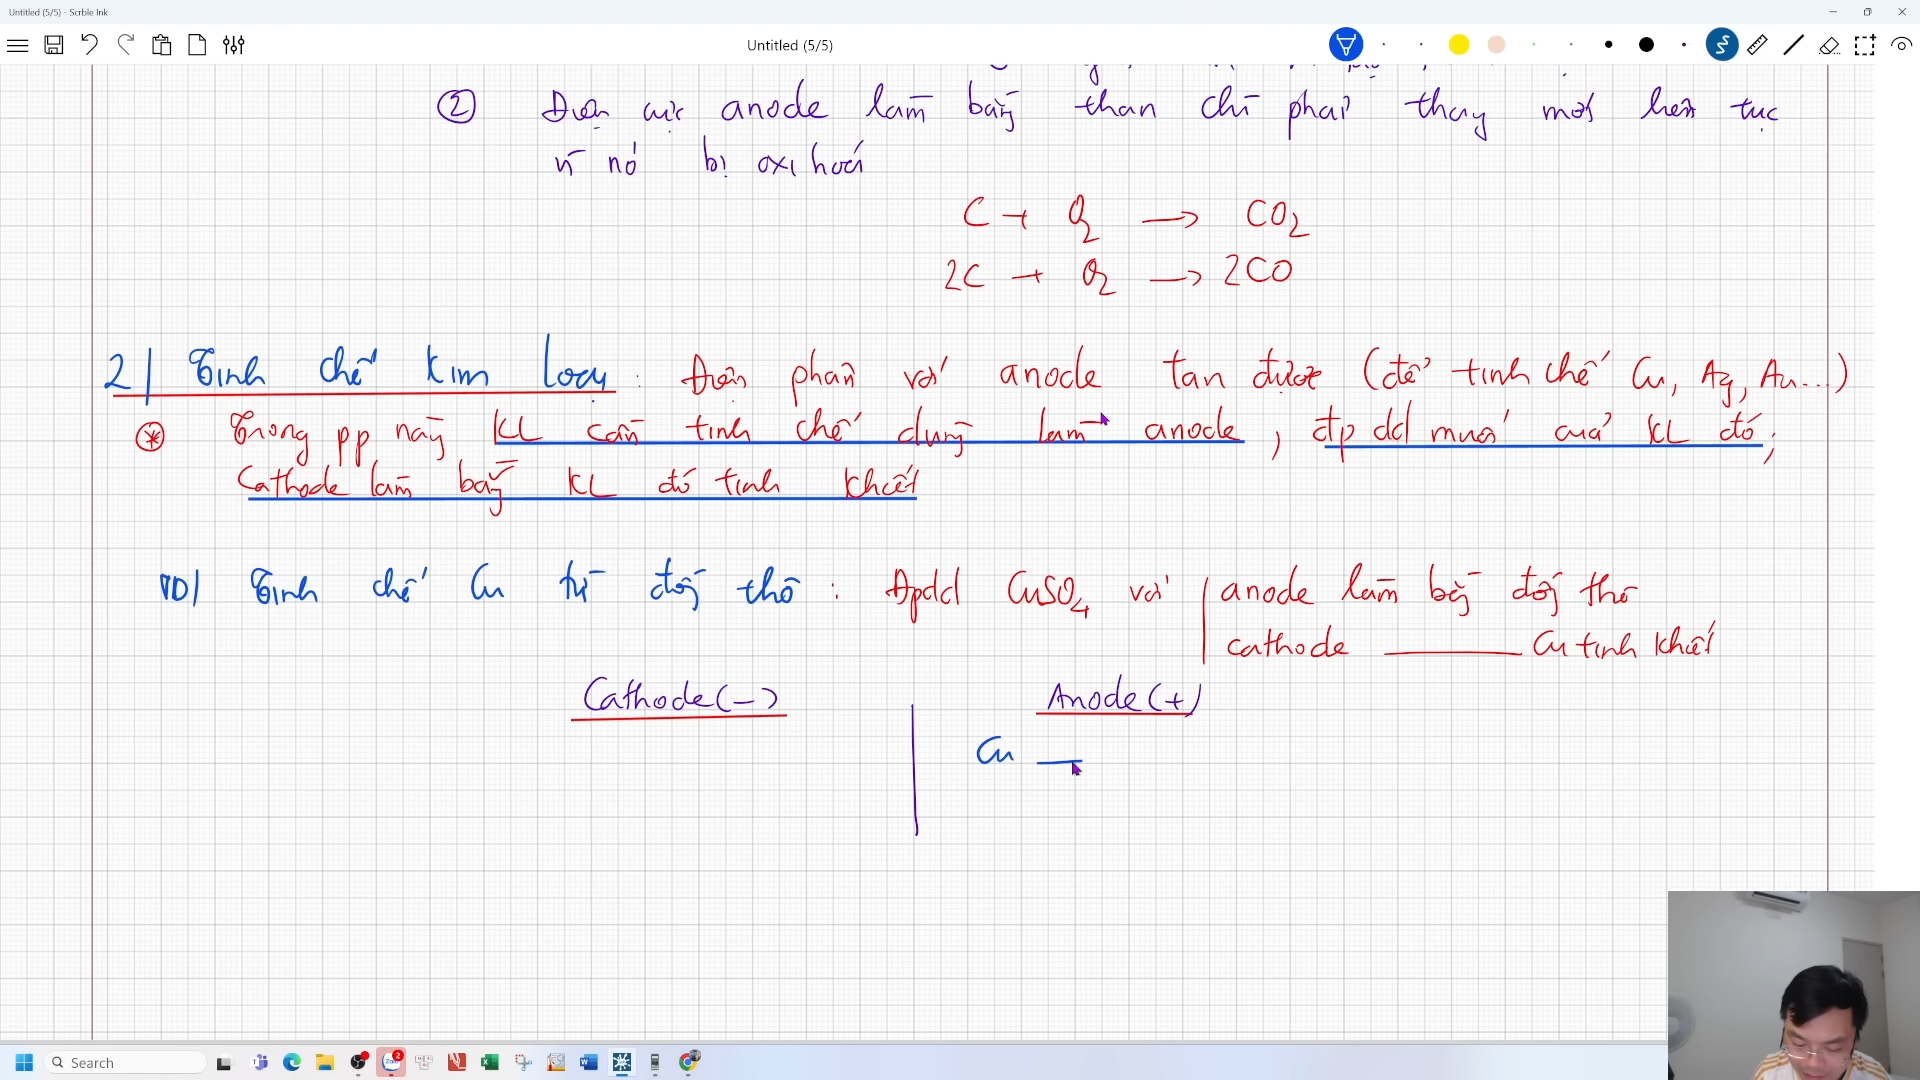 Untitled (5/5) - Scrble Ink
Untitled (5/5)
② Điện cực anode làm bằng than chì phải thay mới liên tục
vì nó bị oxi hoá
C + O2 → CO2
2C + O2 → 2CO
2| Tinh chế kim loại : Điện phân với anode tan được (để tinh chế Cu, Ag, Au...)
* Trong pp này KL cần tinh chế dùng làm anode, đp dd muối của KL đó;
Cathode làm bằng KL đó tinh khiết
VD| Tinh chế Cu từ đồng thô : Đpdd CuSO4 với | anode làm bằng đồng thô
cathode ——— Cu tinh khiết
Cathode(-) Anode(+)
Cu —
Search
2